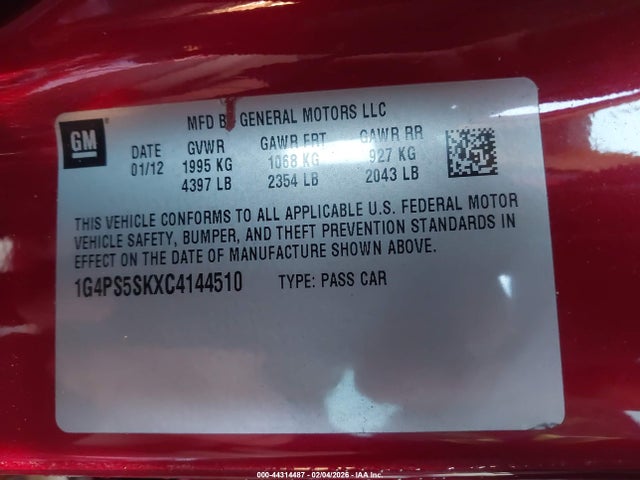 GM
MFD BY GENERAL MOTORS LLC
DATE GVWR GAWR FRT GAWR RR
01/12 1995 KG 1068 KG 927 KG
4397 LB 2354 LB 2043 LB
THIS VEHICLE CONFORMS TO ALL APPLICABLE U.S. FEDERAL MOTOR
VEHICLE SAFETY, BUMPER, AND THEFT PREVENTION STANDARDS IN
EFFECT ON THE DATE OF MANUFACTURE SHOWN ABOVE.
1G4PS5SKXC4144510 TYPE: PASS CAR
000-44314487 - 02/04/2026 - IAA Inc.